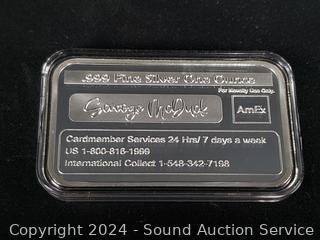 .999 Fine Silver One Ounce
For Novelty Use Only.
AmEx
Cardmember Services 24 Hrs/ 7 days a week
US 1-800-816-1999
International Collect 1-548-342-7198
Copyright 2024 - Sound Auction Service